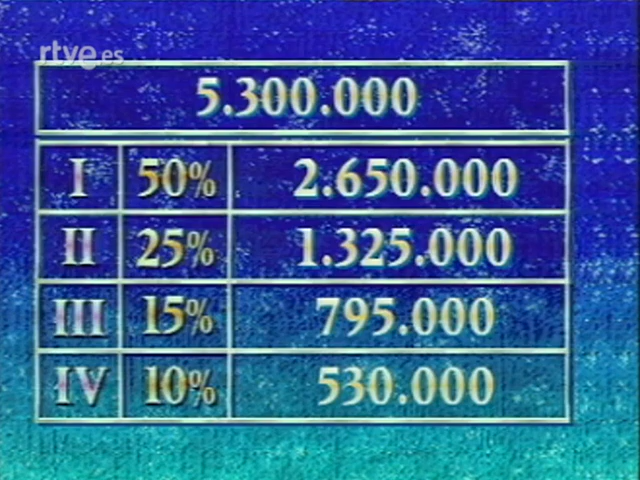 rtve.es
5.300.000
I 50% 2.650.000
II 25% 1.325.000
III 15% 795.000
IV 10% 530.000